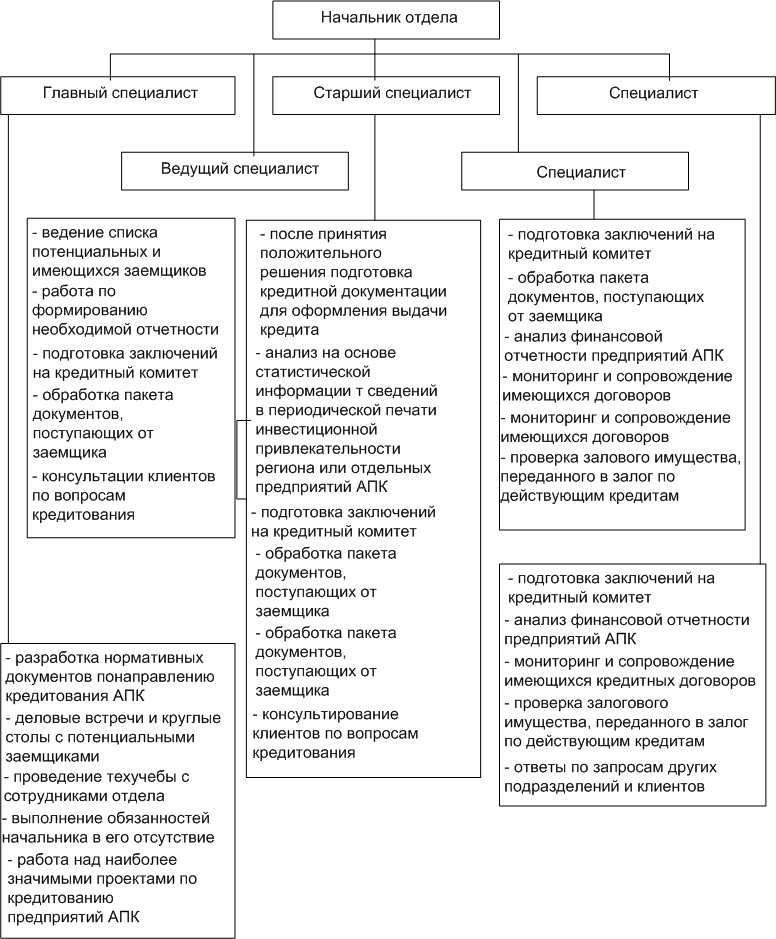 Начальник отдела
Главный специалист
Старший специалист
Специалист
Ведущий специалист
Специалист
- ведение списка
потенциальных и
имеющихся заемщиков
- работа по
формированию
необходимой отчетности
- подготовка заключений
на кредитный комитет
- обработка пакета
документов,
поступающих от
заемщика
- консультации клиентов
по вопросам
кредитования
- после принятия
положительного
решения подготовка
кредитной документации
для оформления выдачи
кредита
- анализ на основе
статистической
информации т сведений
в периодической печати
инвестиционной
привлекательности
региона или отдельных
предприятий АПК
- подготовка заключений
на кредитный комитет
- обработка пакета
документов,
поступающих от
заемщика
- обработка пакета
документов,
поступающих от
заемщика
- консультирование
клиентов по вопросам
кредитования
- подготовка заключений на
кредитный комитет
- обработка пакета
документов, поступающих
от заемщика
- анализ финансовой
отчетности предприятий АПК
- мониторинг и сопровождение
имеющихся договоров
- мониторинг и сопровождение
имеющихся договоров
- проверка залового имущества,
переданного в залог по
действующим кредитам
- подготовка заключений на
кредитный комитет
- анализ финансовой отчетности
предприятий АПК
- мониторинг и сопровождение
имеющихся кредитных договоров
- проверка залогового
имущества, переданного в залог
по действующим кредитам
- ответы по запросам других
подразделений и клиентов
- разработка нормативных
документов понаправлению
кредитования АПК
- деловые встречи и круглые
столы с потенциальными
заемщиками
- проведение техучебы с
сотрудниками отдела
- выполнение обязанностей
начальника в его отсутствие
- работа над наиболее
значимыми проектами по
кредитованию
предприятий АПК